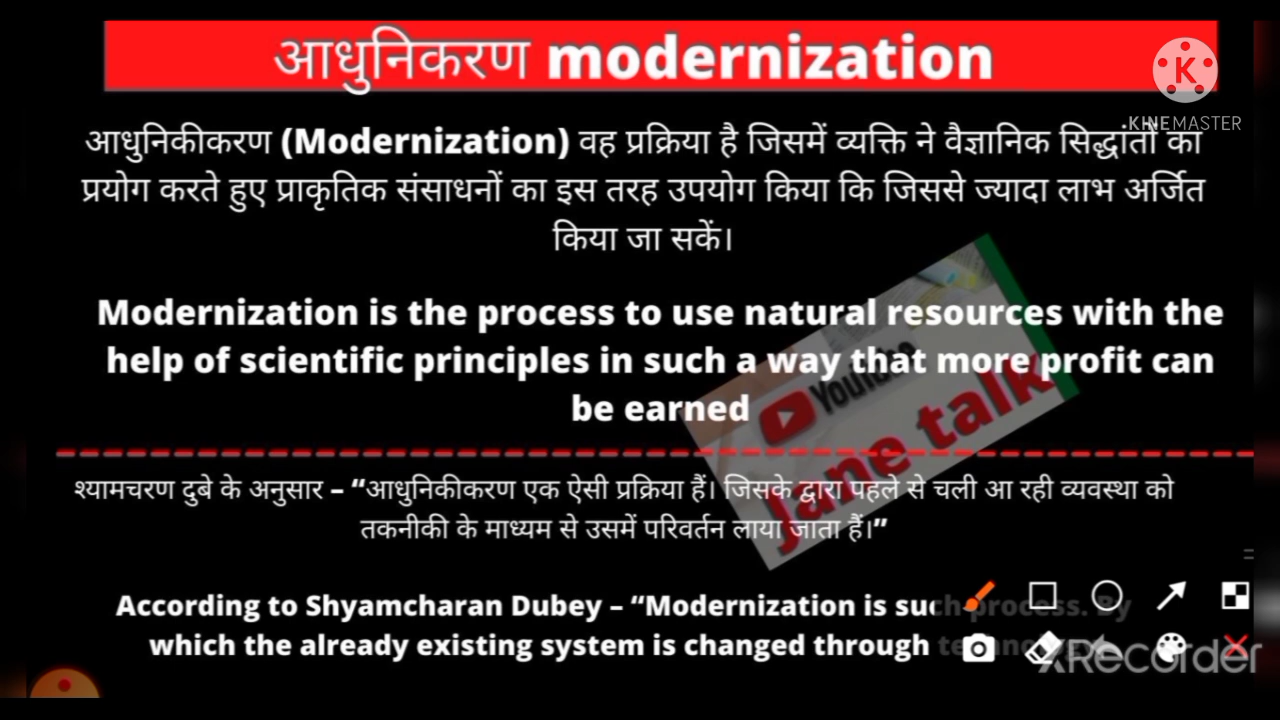 आधुनिकरण modernization
KINEMASTER
आधुनिकीकरण (Modernization) वह प्रक्रिया है जिसमें व्यक्ति ने वैज्ञानिक सिद्धांतों का
प्रयोग करते हुए प्राकृतिक संसाधनों का इस तरह उपयोग किया कि जिससे ज्यादा लाभ अर्जित
किया जा सकें।
Modernization is the process to use natural resources with the
help of scientific principles in such a way that more profit can
be earned
YouTube
Jane talk
श्यामचरण दुबे के अनुसार – “आधुनिकीकरण एक ऐसी प्रक्रिया हैं। जिसके द्वारा पहले से चली आ रही व्यवस्था को
तकनीकी के माध्यम से उसमें परिवर्तन लाया जाता हैं।”
According to Shyamcharan Dubey – “Modernization is such process. By
which the already existing system is changed through
XRecorder